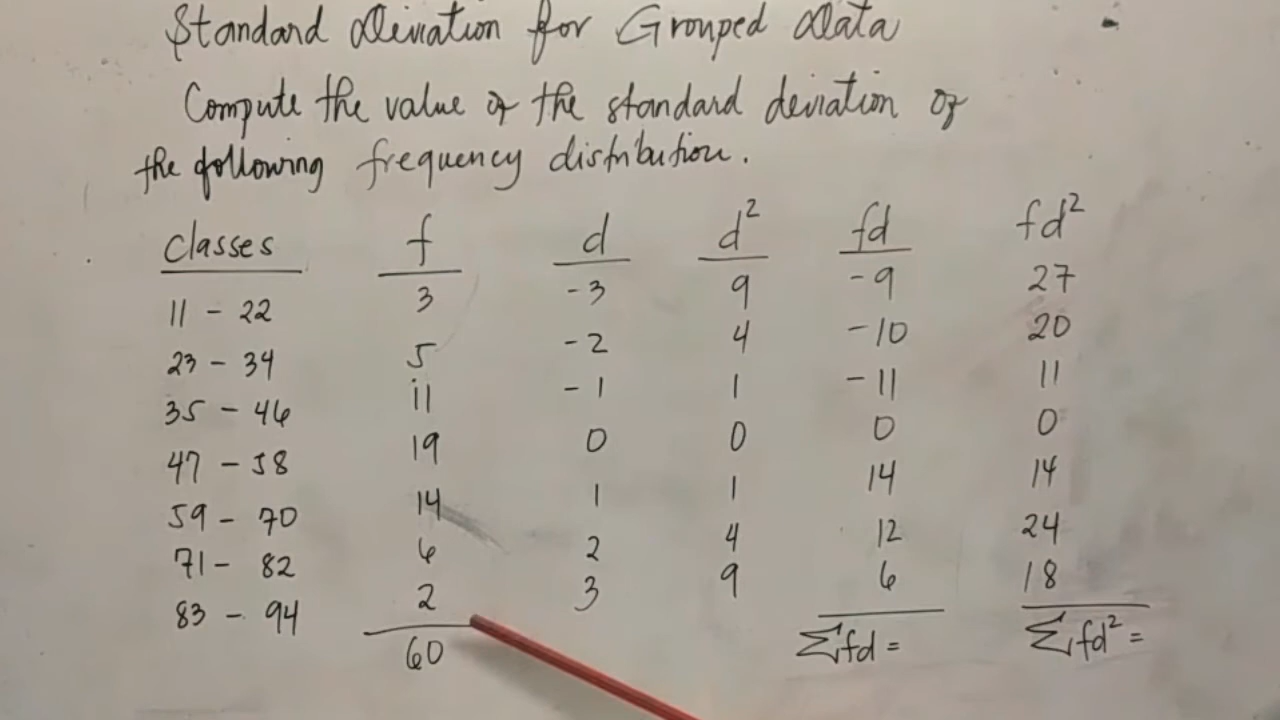 Standard Deviation for Grouped Data
Compute the value of the standard deviation of
the following frequency distribution.
Classes f d d² fd fd²
11 - 22 3 -3 9 -9 27
23 - 34 5 -2 4 -10 20
35 - 46 11 -1 1 -11 11
47 - 58 19 0 0 0 0
59 - 70 14 1 1 14 14
71 - 82 6 2 4 12 24
83 - 94 2 3 9 6 18
60 Σfd = Σfd² =